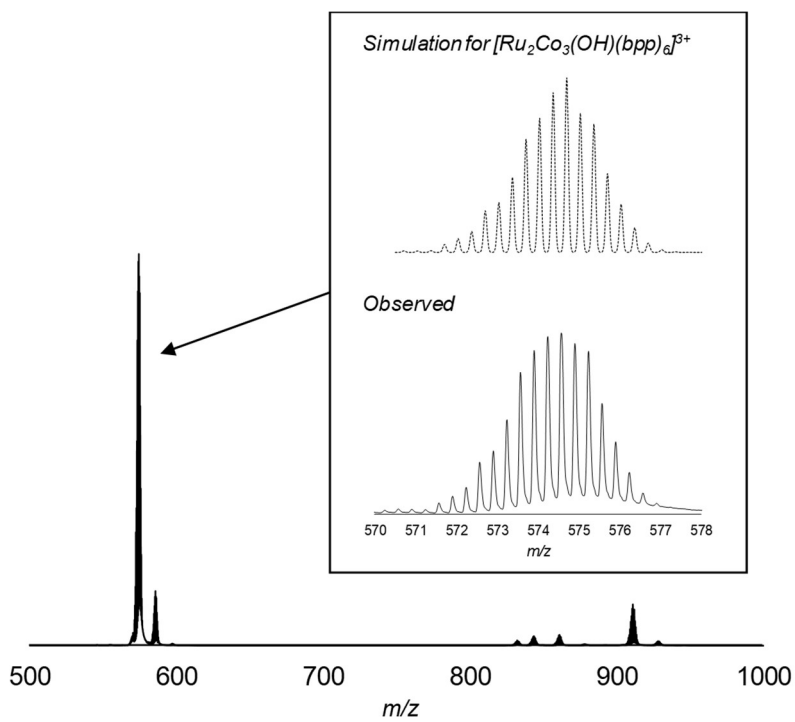 Simulation for [Ru₂Co₃(OH)(bpp)₆]³⁺
Observed
570 571 572 573 574 575 576 577 578
m/z
500 600 700 800 900 1000
m/z